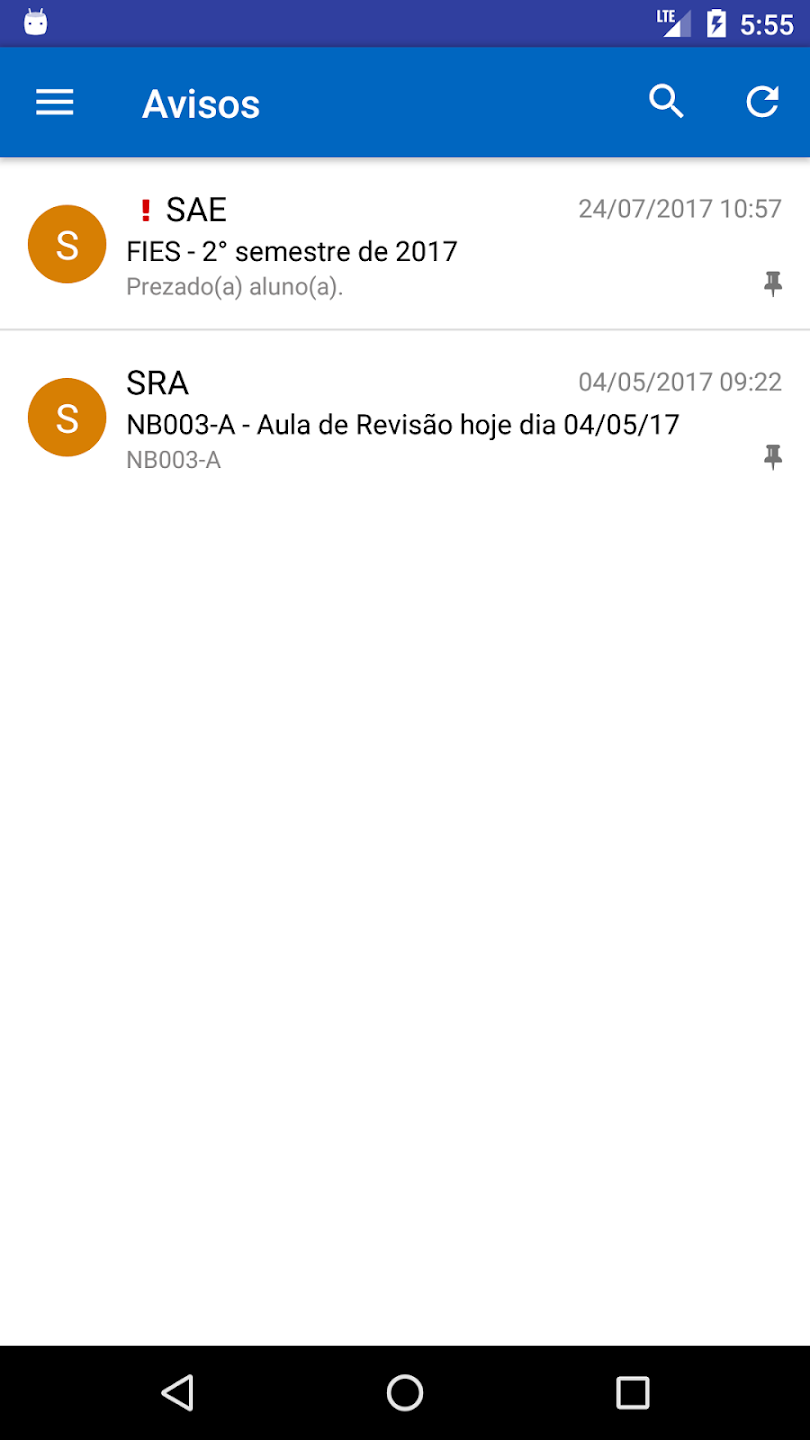 LTE 5:55
Avisos
S
! SAE 24/07/2017 10:57
FIES - 2° semestre de 2017
Prezado(a) aluno(a).
S
SRA 04/05/2017 09:22
NB003-A - Aula de Revisão hoje dia 04/05/17
NB003-A